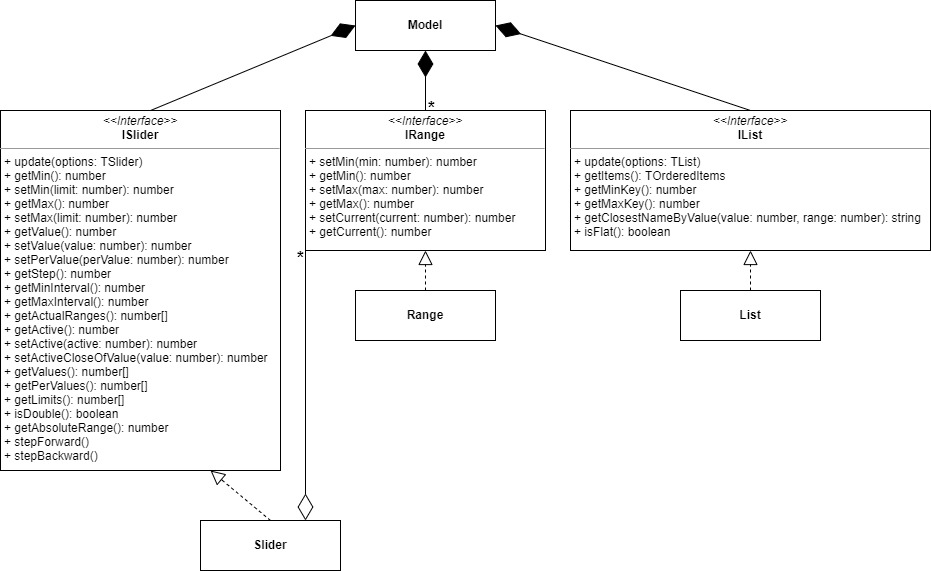 Model
*
<<Interface>>
ISlider
+ update(options: TSlider)
+ getMin(): number
+ setMin(limit: number): number
+ getMax(): number
+ setMax(limit: number): number
+ getValue(): number
+ setValue(value: number): number
+ setPerValue(perValue: number): number
+ getStep(): number
+ getMinInterval(): number
+ getMaxInterval(): number
+ getActualRanges(): number[]
+ getActive(): number
+ setActive(active: number): number
+ setActiveCloseOfValue(value: number): number
+ getValues(): number[]
+ getPerValues(): number[]
+ getLimits(): number[]
+ isDouble(): boolean
+ getAbsoluteRange(): number
+ stepForward()
+ stepBackward()
<<Interface>>
IRange
+ setMin(min: number): number
+ getMin(): number
+ setMax(max: number): number
+ getMax(): number
+ setCurrent(current: number): number
+ getCurrent(): number
<<Interface>>
IList
+ update(options: TList)
+ getItems(): TOrderedItems
+ getMinKey(): number
+ getMaxKey(): number
+ getClosestNameByValue(value: number, range: number): string
+ isFlat(): boolean
*
Range
List
Slider